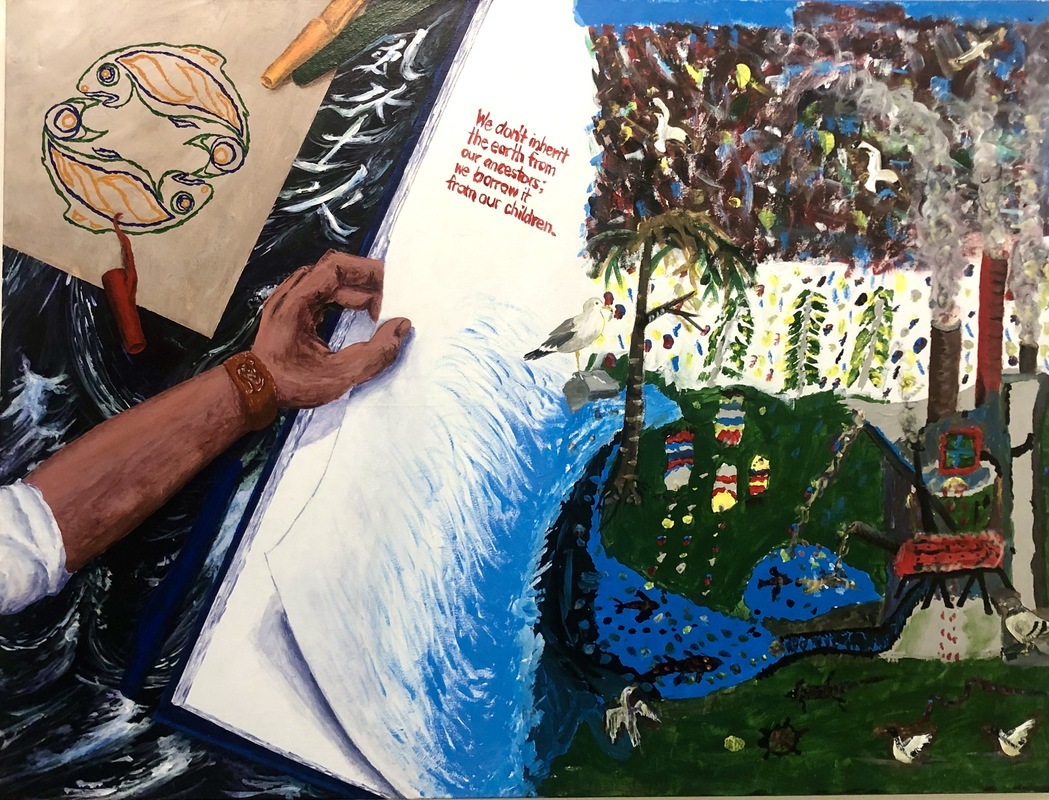 We don't inherit
the earth from
our ancestors;
we borrow it
from our children.